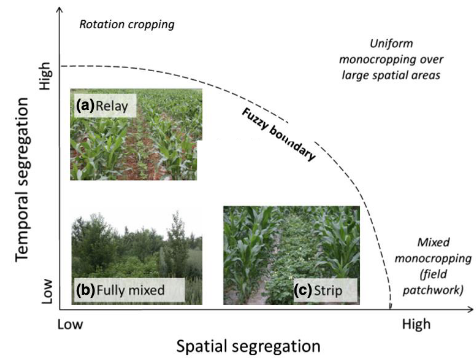 Rotation cropping
Uniform
monocropping over
large spatial areas
High
(a) Relay
Fuzzy boundary
Temporal segregation
Mixed
monocropping
(field
patchwork)
(b) Fully mixed
(c) Strip
Low
Low
High
Spatial segregation